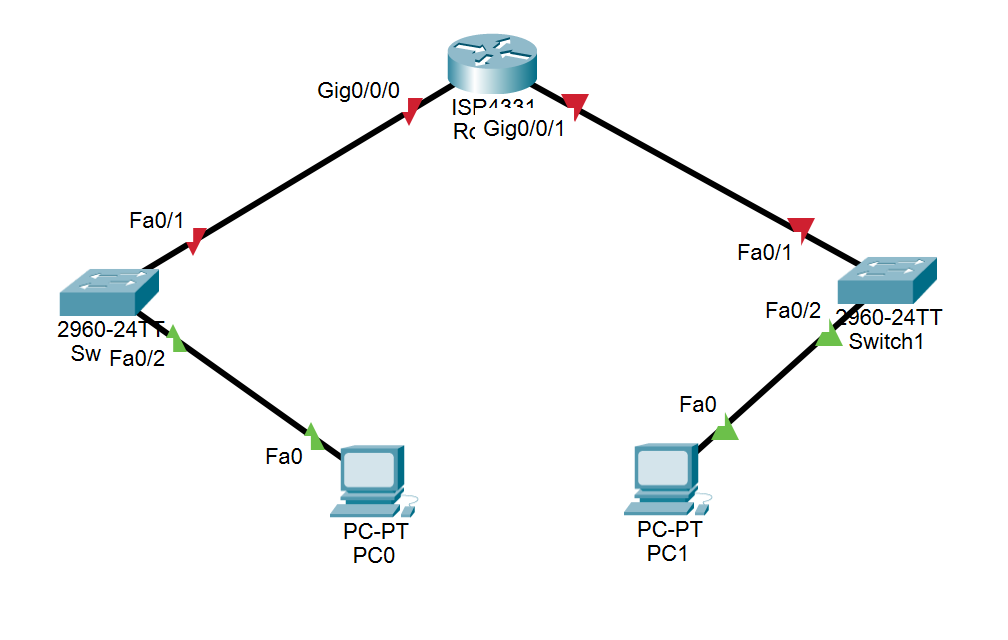 Gig0/0/0
ISP4331
Gig0/0/1
Fa0/1
Fa0/1
2960-24TT
Sw
Fa0/2
Fa0/2
2960-24TT
Switch1
Fa0
PC-PT
PC0
Fa0
PC-PT
PC1